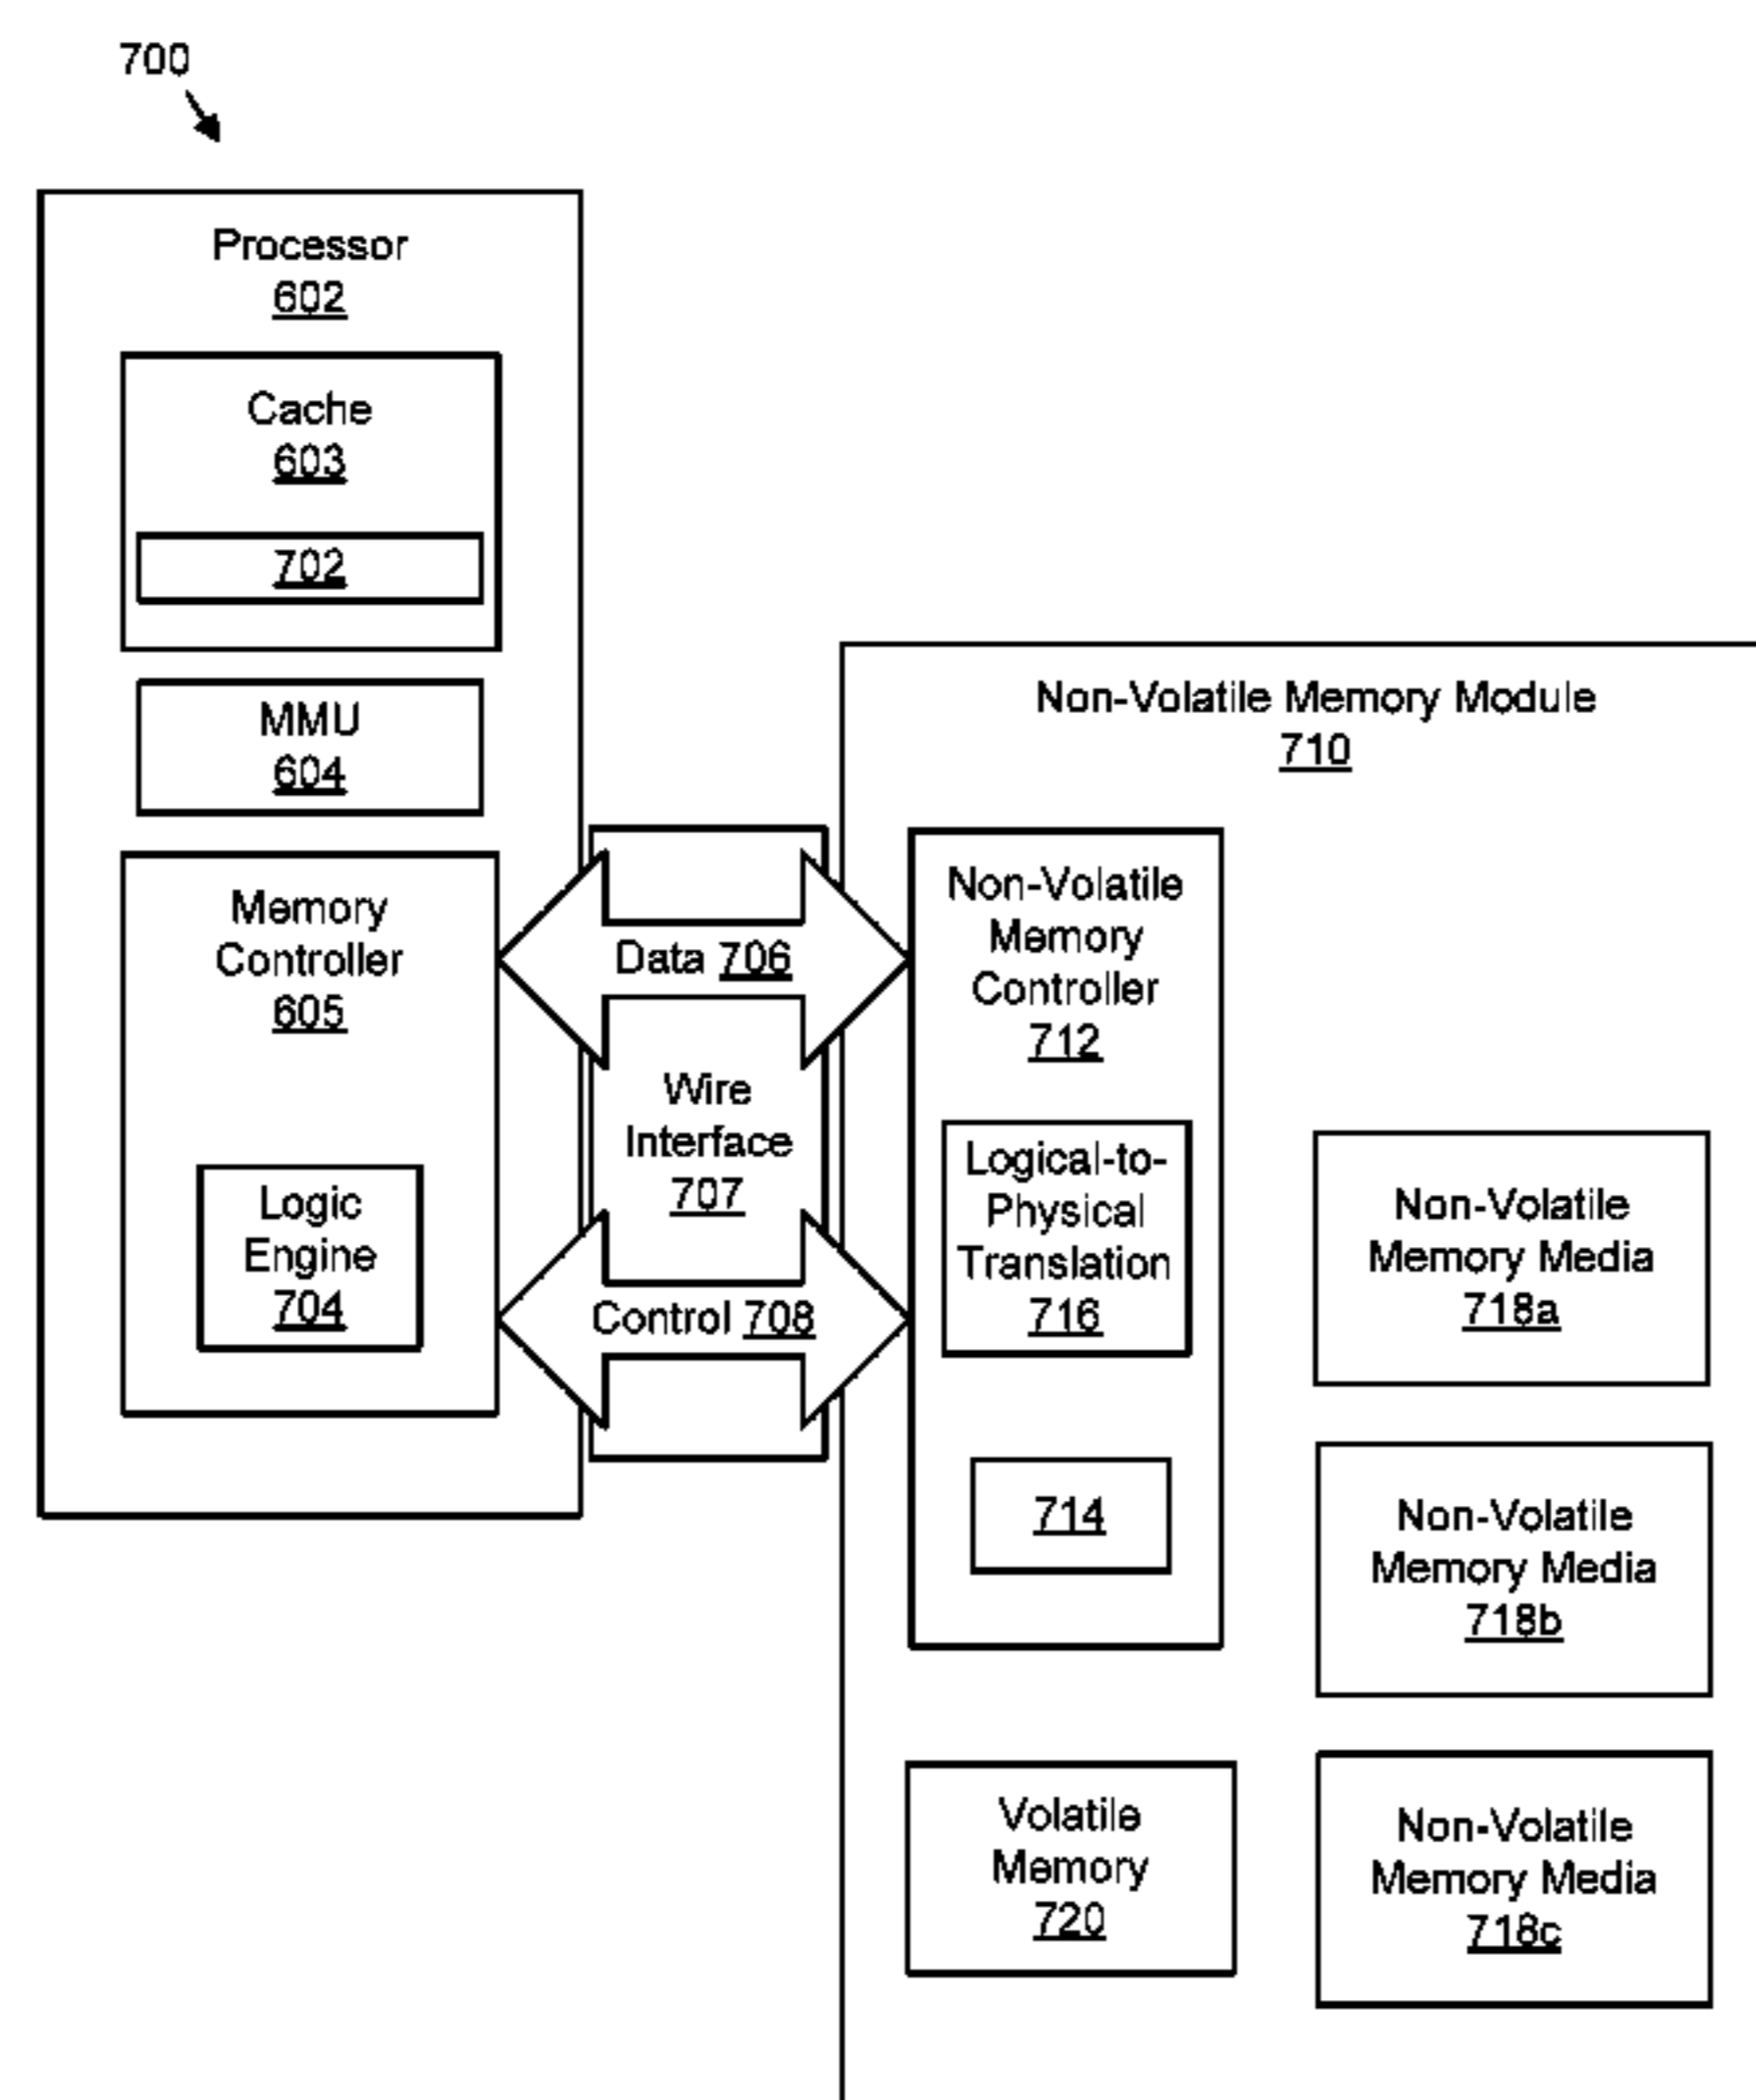 700
Processor
602
Cache
603
702
MMU
604
Memory
Controller
605
Logic
Engine
704
Data 706
Wire
Interface
707
Control 708
Non-Volatile Memory Module
710
Non-Volatile
Memory
Controller
712
Logical-to-
Physical
Translation
716
714
Volatile
Memory
720
Non-Volatile
Memory Media
718a
Non-Volatile
Memory Media
718b
Non-Volatile
Memory Media
718c